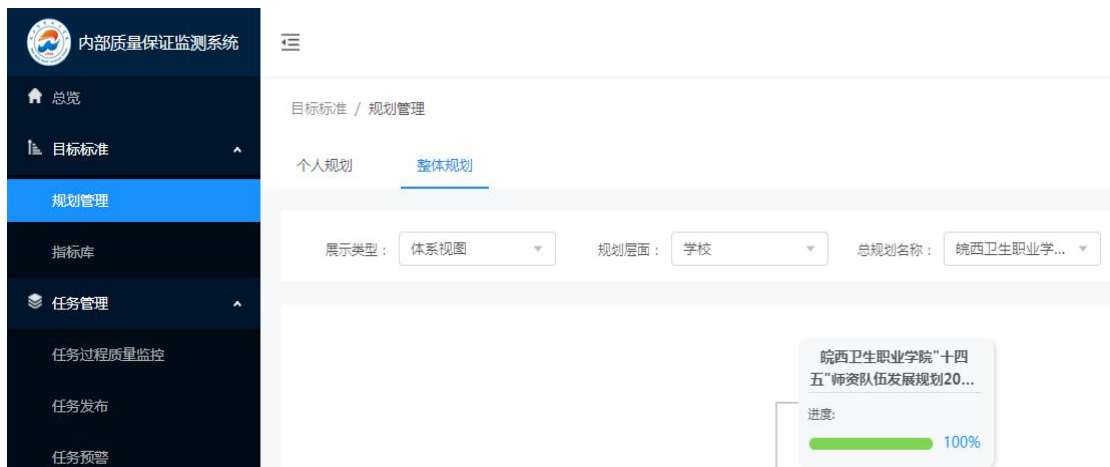 内部质量保证监测系统
总览
目标标准
规划管理
指标库
任务管理
任务过程质量监控
任务发布
任务预警
目标标准 / 规划管理
个人规划 整体规划
展示类型： 体系视图 规划层面： 学校 总规划名称： 皖西卫生职业学...
皖西卫生职业学院"十四
五"师资队伍发展规划20...
进度:
100%